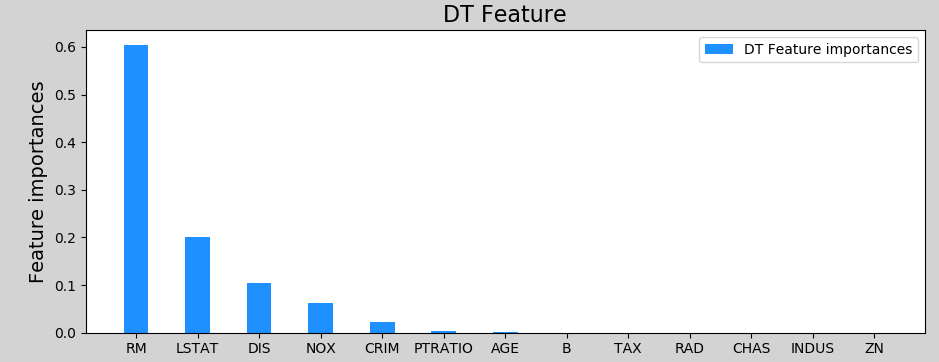 DT Feature
DT Feature importances
Feature importances
0.6
0.5
0.4
0.3
0.2
0.1
0.0
RM LSTAT DIS NOX CRIM PTRATIO AGE B TAX RAD CHAS INDUS ZN